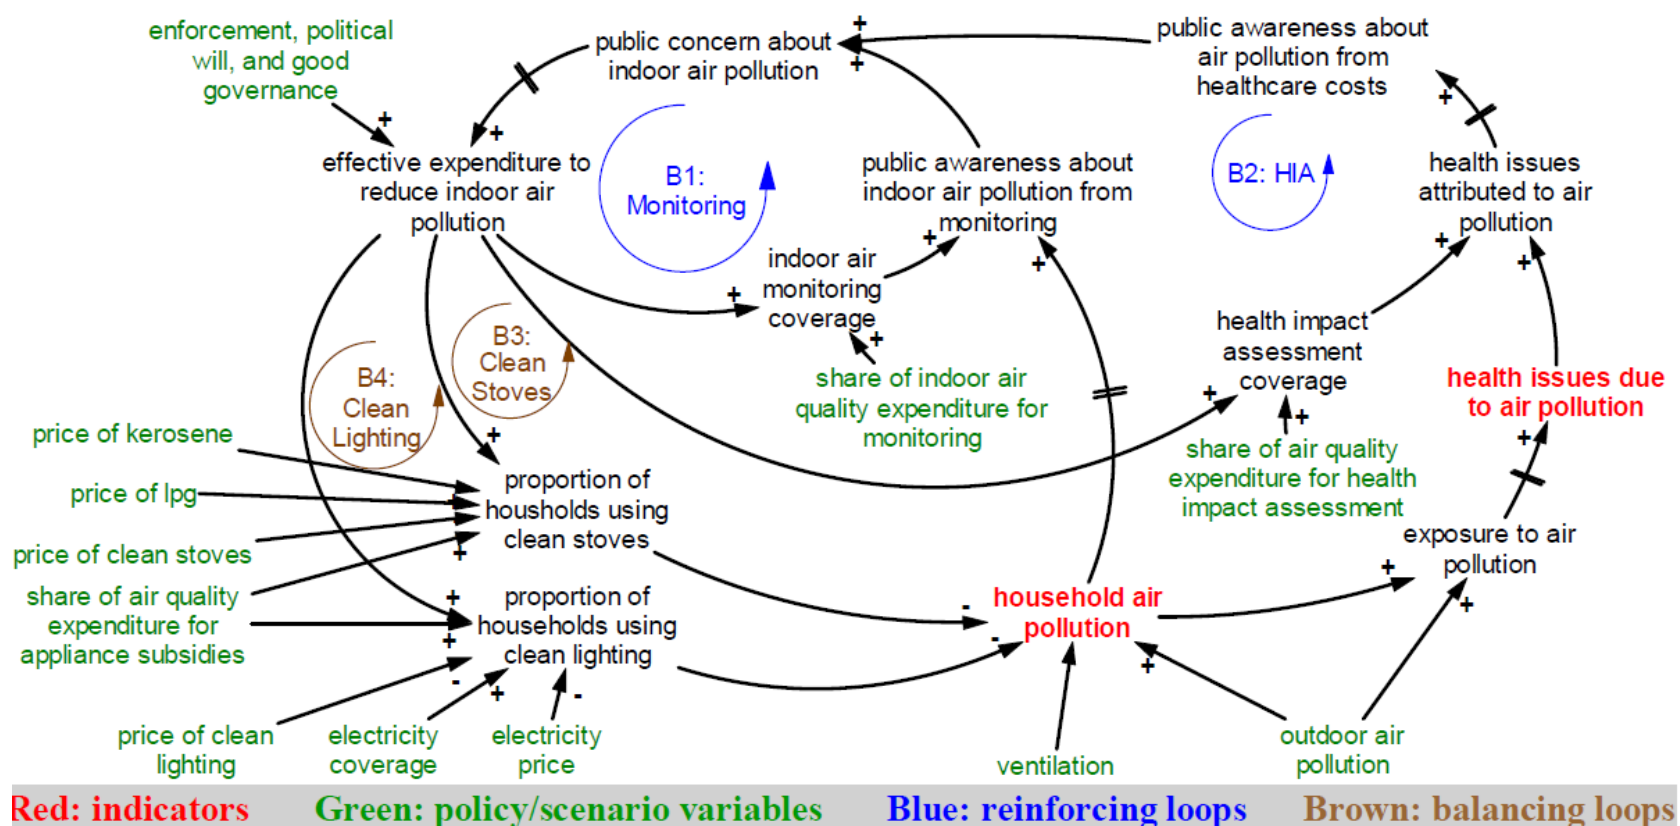 enforcement, political
will, and good
governance
public concern about
indoor air pollution
public awareness about
air pollution from
healthcare costs
effective expenditure to
reduce indoor air
pollution
B1:
Monitoring
public awareness about
indoor air pollution from
monitoring
B2: HIA
health issues
attributed to air
pollution
indoor air
monitoring
coverage
B3:
Clean
Stoves
B4:
Clean
Lighting
share of indoor air
quality expenditure for
monitoring
health impact
assessment
coverage
health issues due
to air pollution
share of air quality
expenditure for health
impact assessment
price of kerosene
price of lpg
price of clean stoves
share of air quality
expenditure for
appliance subsidies
proportion of
housholds using
clean stoves
proportion of
households using
clean lighting
household air
pollution
exposure to air
pollution
price of clean
lighting
electricity
coverage
electricity
price
ventilation
outdoor air
pollution
Red: indicators
Green: policy/scenario variables
Blue: reinforcing loops
Brown: balancing loops